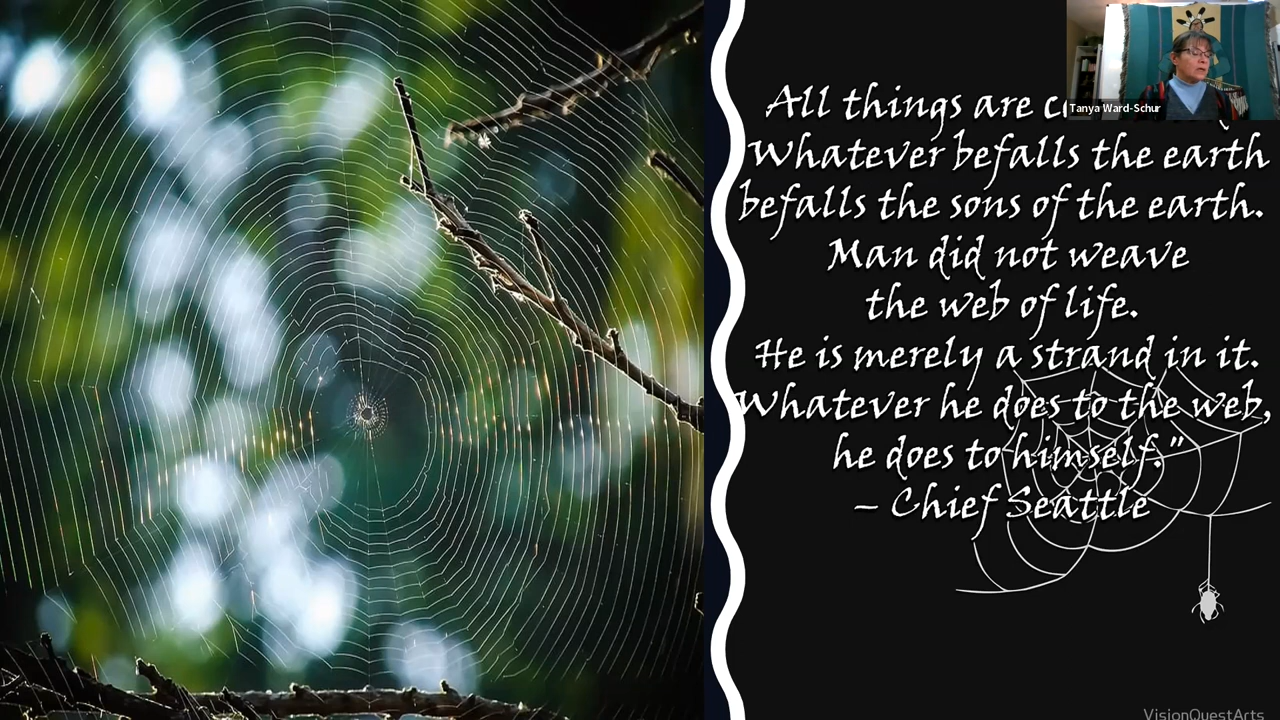 All things are
Tanya Ward-Schur
Whatever befalls the earth
befalls the sons of the earth.
Man did not weave
the web of life.
He is merely a strand in it.
Whatever he does to the web,
he does to himself."
– Chief Seattle
VisionQuestArts